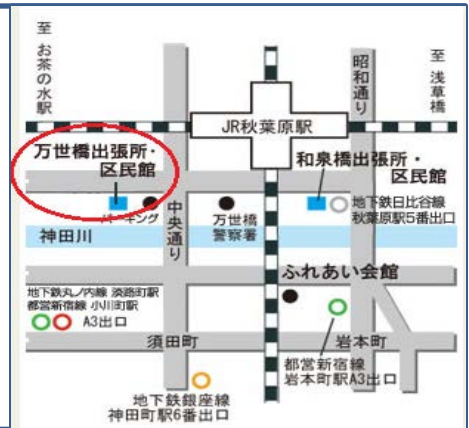 至
お茶の水駅
昭和通り
至
浅草橋
JR秋葉原駅
万世橋出張所・
区民館
和泉橋出張所・
区民館
パーキング
中央通り
万世橋
警察署
地下鉄日比谷線
秋葉原駅5番出口
神田川
ふれあい会館
地下鉄丸ノ内線 淡路町駅
都営新宿線 小川町駅
A3出口
須田町
岩本町
都営新宿線
岩本町駅A3出口
地下鉄銀座線
神田町駅6番出口